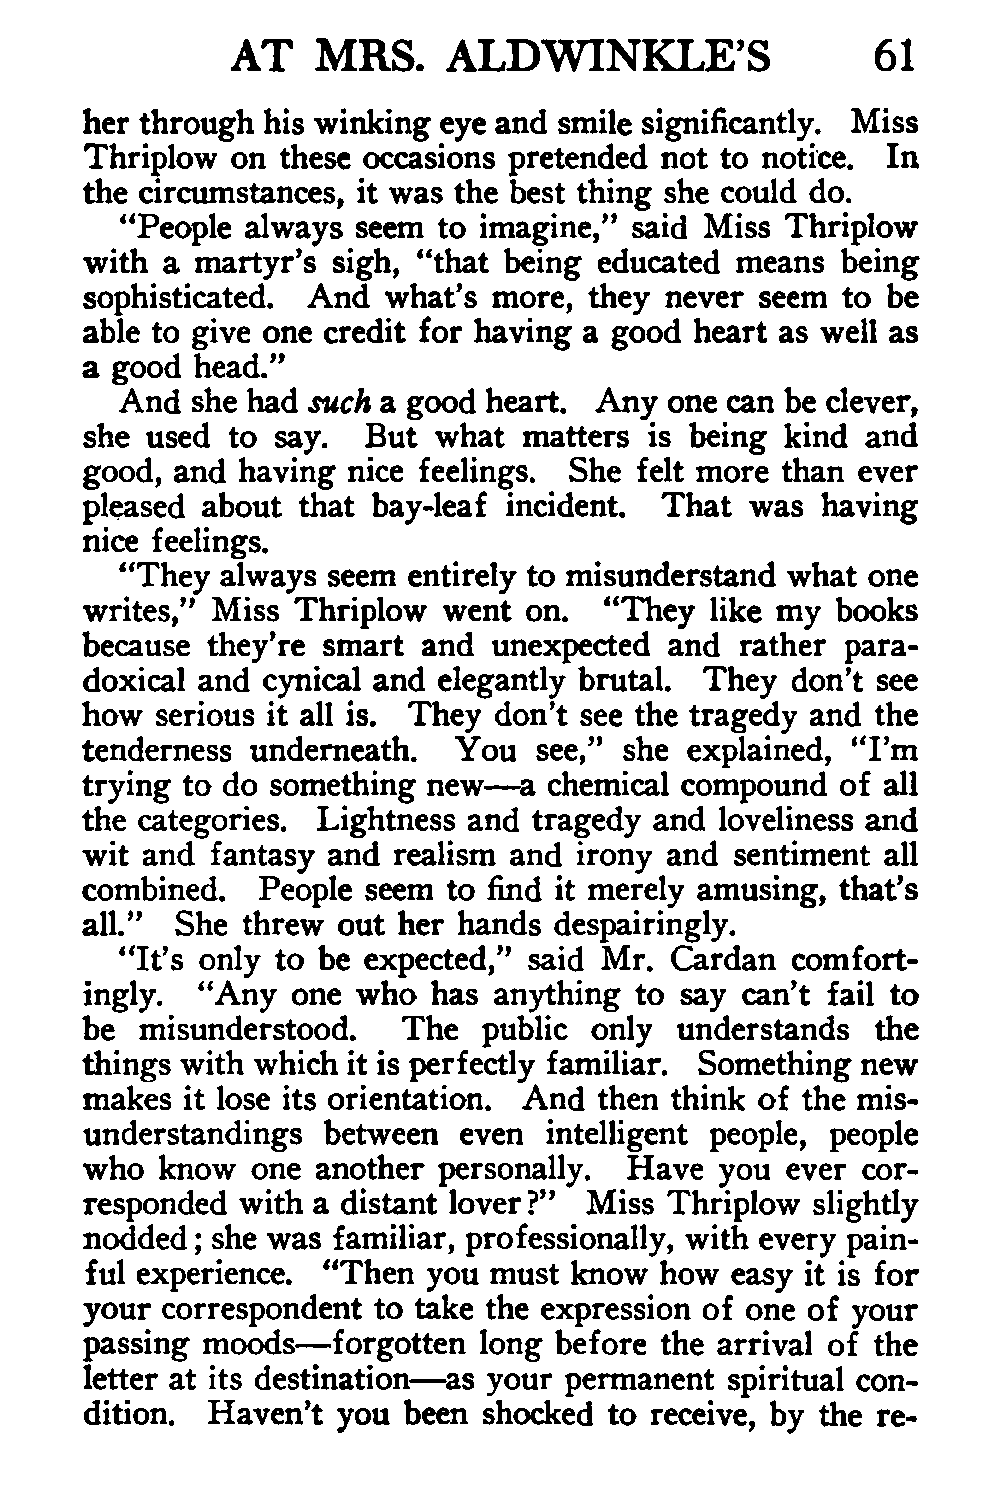 AT MRS. ALDWINKLE'S 61
her through his winking eye and smile significantly. Miss
Thriplow on these occasions pretended not to notice. In
the circumstances, it was the best thing she could do.
"People always seem to imagine," said Miss Thriplow
with a martyr's sigh, "that being educated means being
sophisticated. And what's more, they never seem to be
able to give one credit for having a good heart as well as
a good head."
And she had such a good heart. Any one can be clever,
she used to say. But what matters is being kind and
good, and having nice feelings. She felt more than ever
pleased about that bay-leaf incident. That was having
nice feelings.
"They always seem entirely to misunderstand what one
writes," Miss Thriplow went on. "They like my books
because they're smart and unexpected and rather para-
doxical and cynical and elegantly brutal. They don't see
how serious it all is. They don't see the tragedy and the
tenderness underneath. You see," she explained, "I'm
trying to do something new—a chemical compound of all
the categories. Lightness and tragedy and loveliness and
wit and fantasy and realism and irony and sentiment all
combined. People seem to find it merely amusing, that's
all." She threw out her hands despairingly.
"It's only to be expected," said Mr. Cardan comfort-
ingly. "Any one who has anything to say can't fail to
be misunderstood. The public only understands the
things with which it is perfectly familiar. Something new
makes it lose its orientation. And then think of the mis-
understandings between even intelligent people, people
who know one another personally. Have you ever cor-
responded with a distant lover?" Miss Thriplow slightly
nodded; she was familiar, professionally, with every pain-
ful experience. "Then you must know how easy it is for
your correspondent to take the expression of one of your
passing moods—forgotten long before the arrival of the
letter at its destination—as your permanent spiritual con-
dition. Haven't you been shocked to receive, by the re-